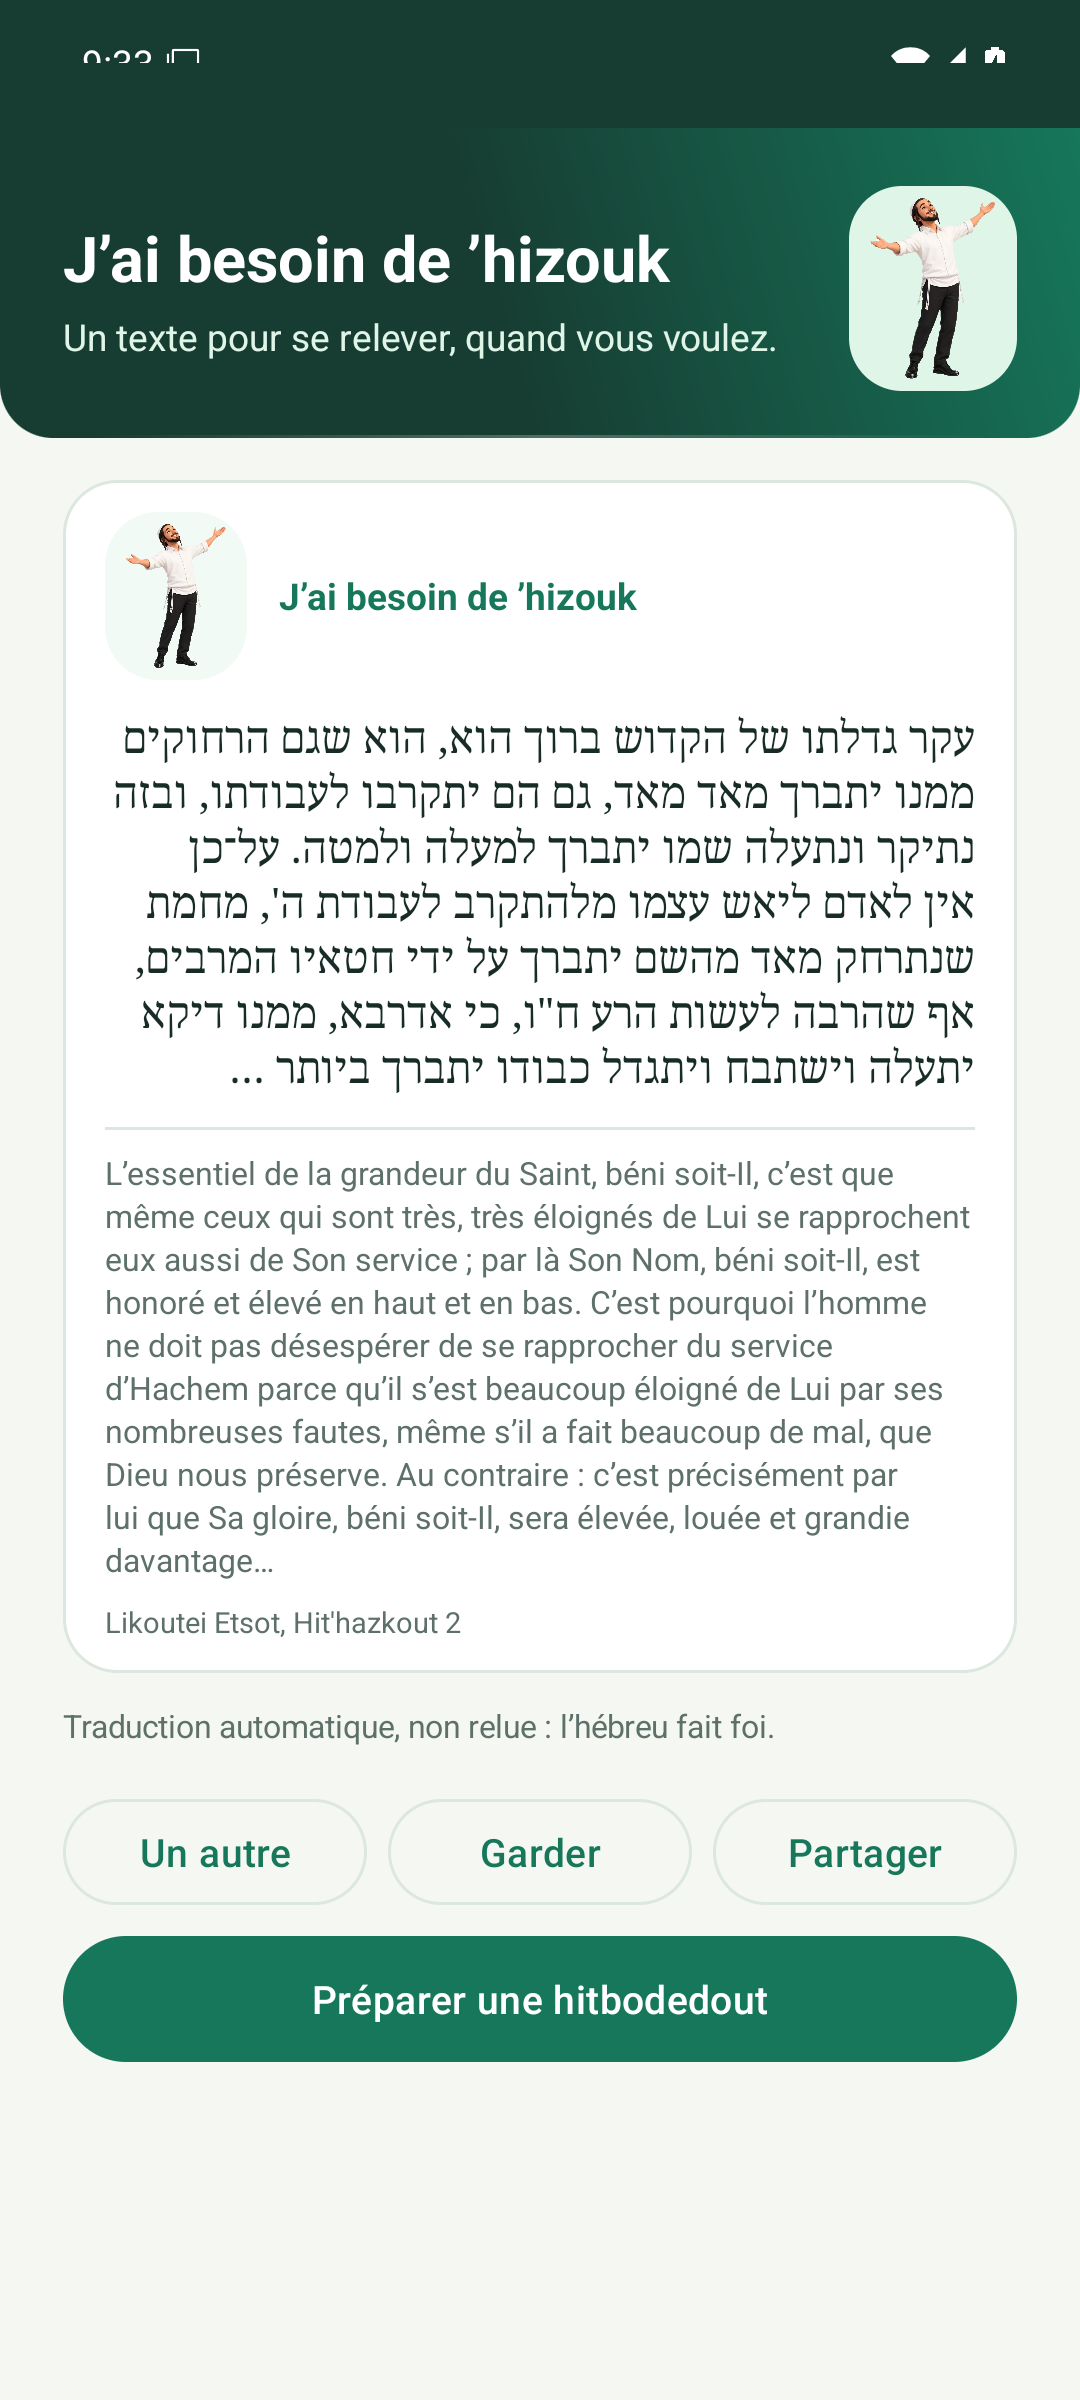 J’ai besoin de ’hizouk
Un texte pour se relever, quand vous voulez.
J’ai besoin de ’hizouk
עקר גדלתו של הקדוש ברוך הוא, הוא שגם הרחוקים
ממנו יתברך מאד מאד, גם הם יתקרבו לעבודתו, ובזה
נתיקר ונתעלה שמו יתברך למעלה ולמטה. על־כן
אין לאדם ליאש עצמו מלהתקרב לעבודת ה', מחמת
שנתרחק מאד מהשם יתברך על ידי חטאיו המרבים,
אף שהרבה לעשות הרע ח"ו, כי אדרבא, ממנו דיקא
יתעלה וישתבח ויתגדל כבודו יתברך ביותר ...
L’essentiel de la grandeur du Saint, béni soit-Il, c’est que
même ceux qui sont très, très éloignés de Lui se rapprochent
eux aussi de Son service ; par là Son Nom, béni soit-Il, est
honoré et élevé en haut et en bas. C’est pourquoi l’homme
ne doit pas désespérer de se rapprocher du service
d’Hachem parce qu’il s’est beaucoup éloigné de Lui par ses
nombreuses fautes, même s’il a fait beaucoup de mal, que
Dieu nous préserve. Au contraire : c’est précisément par
lui que Sa gloire, béni soit-Il, sera élevée, louée et grandie
davantage…
Likoutei Etsot, Hit'hazkout 2
Traduction automatique, non relue : l’hébreu fait foi.
Un autre
Garder
Partager
Préparer une hitbodedout